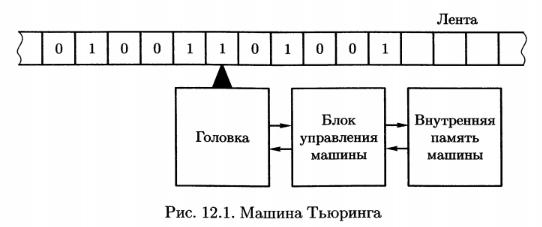 Лента
0 1 0 0 1 1 0 1 0 0 1
Головка
Блок
управления
машины
Внутренняя
память
машины
Рис. 12.1. Машина Тьюринга